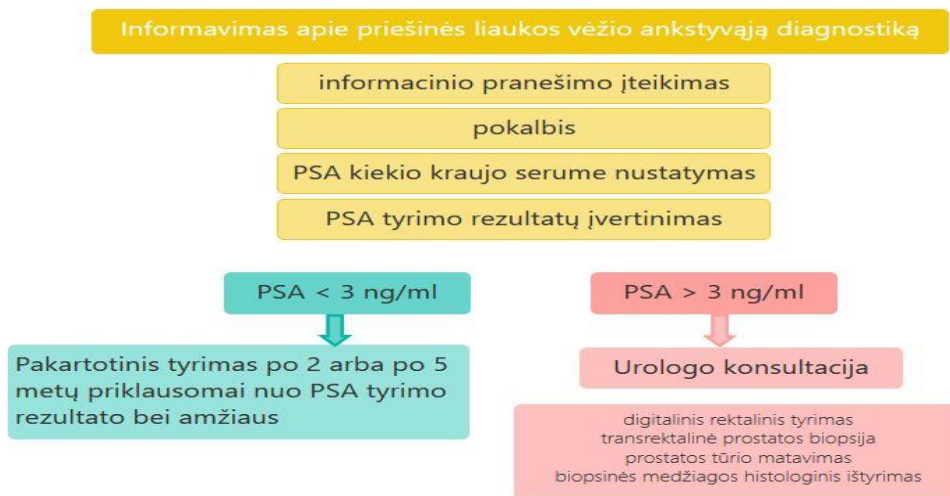 Informavimas apie priešinės liaukos vėžio ankstyvąją diagnostiką
informacinio pranešimo įteikimas
pokalbis
PSA kiekio kraujo serume nustatymas
PSA tyrimo rezultatų įvertinimas
PSA < 3 ng/ml
PSA > 3 ng/ml
Pakartotinis tyrimas po 2 arba po 5
metų priklausomai nuo PSA tyrimo
rezultato bei amžiaus
Urologo konsultacija
digitalinis rektalinis tyrimas
transrektalinė prostatos biopsija
prostatos tūrio matavimas
biopsinės medžiagos histologinis ištyrimas